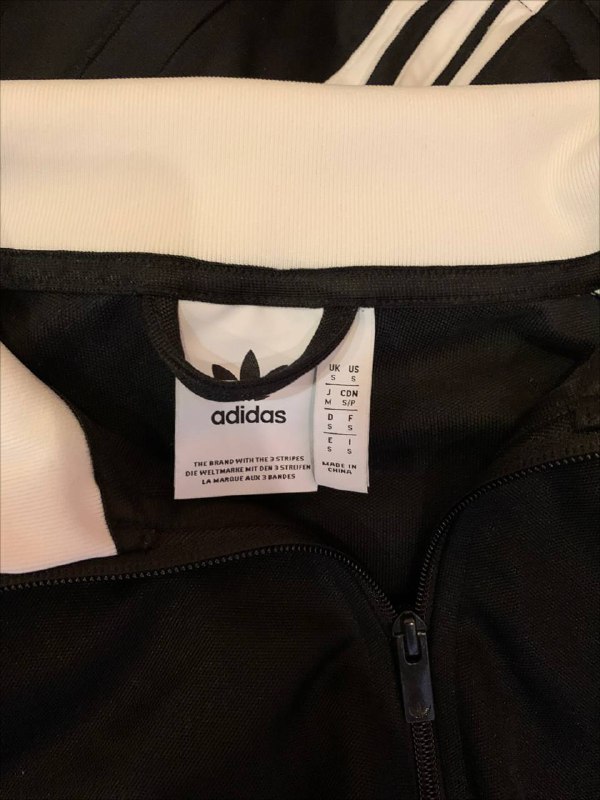 adidas
THE BRAND WITH THE 3 STRIPES
DIE WELTMARKE MIT DEN 3 STREIFEN
LA MARQUE AUX 3 BANDES
UK US
S S
J CDN
M S/P
D F
S S
E I
S S
MADE IN
CHINA